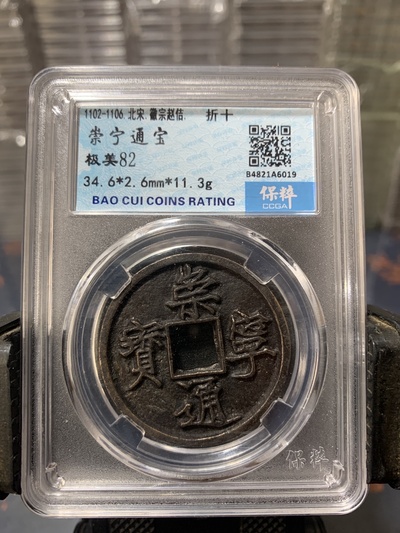 1102-1106 北宋 徽宗赵佶 折十
崇宁通宝
极美82
34.6*2.6mm*11.3g
BAO CUI COINS RATING
B4821A6019
保粹
CCGA
崇
寧
通
寳
保粹